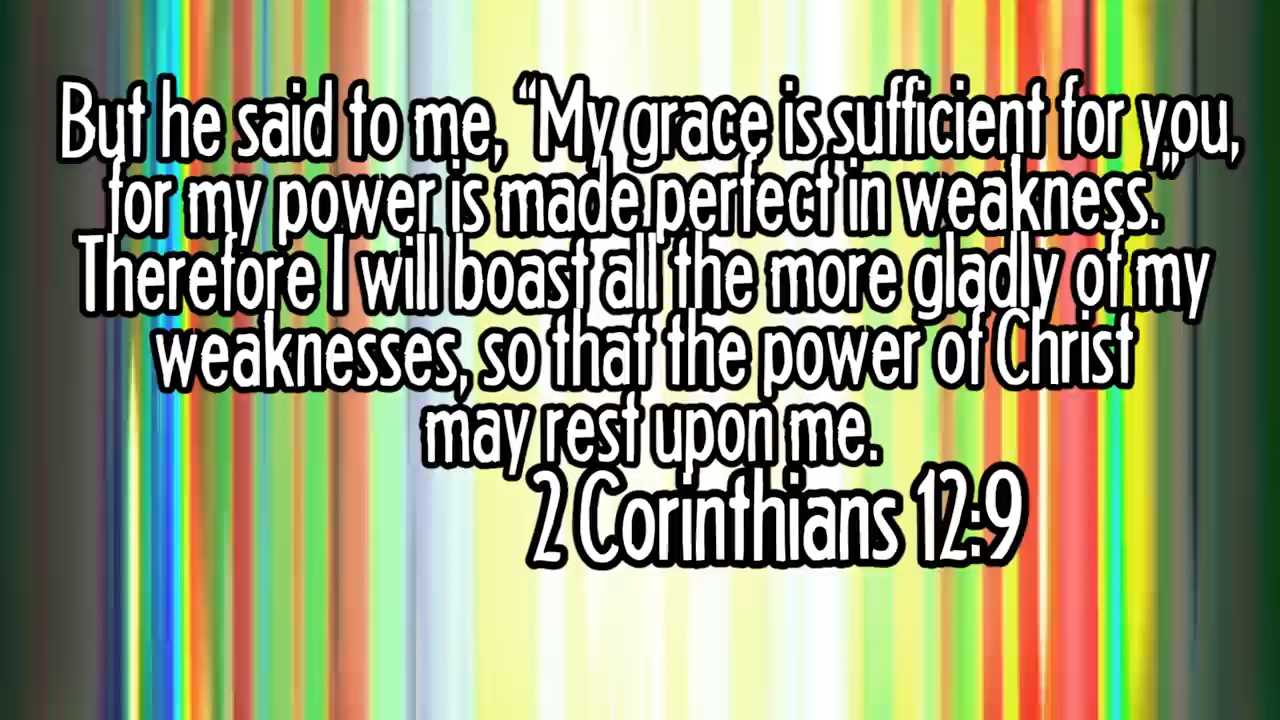 But he said to me, “My grace is sufficient for you,
for my power is made perfect in weakness.”
Therefore I will boast all the more gladly of my
weaknesses, so that the power of Christ
may rest upon me.
2 Corinthians 12:9